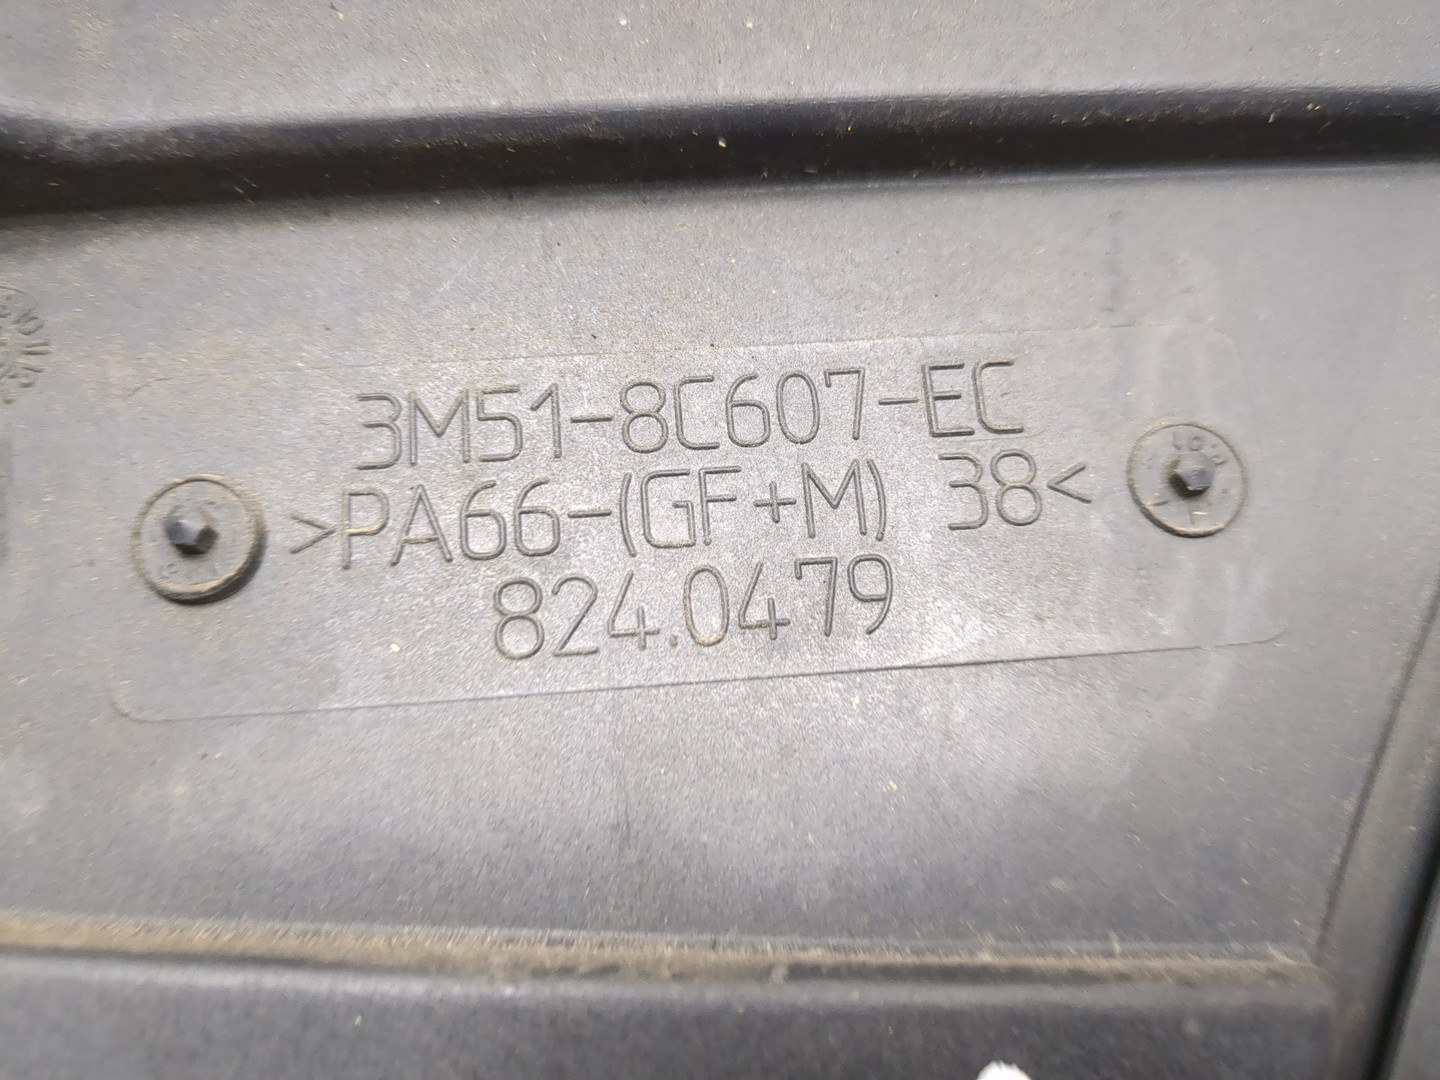 3M51-8C607-EC
>PA66-(GF+M) 38<
824.0479